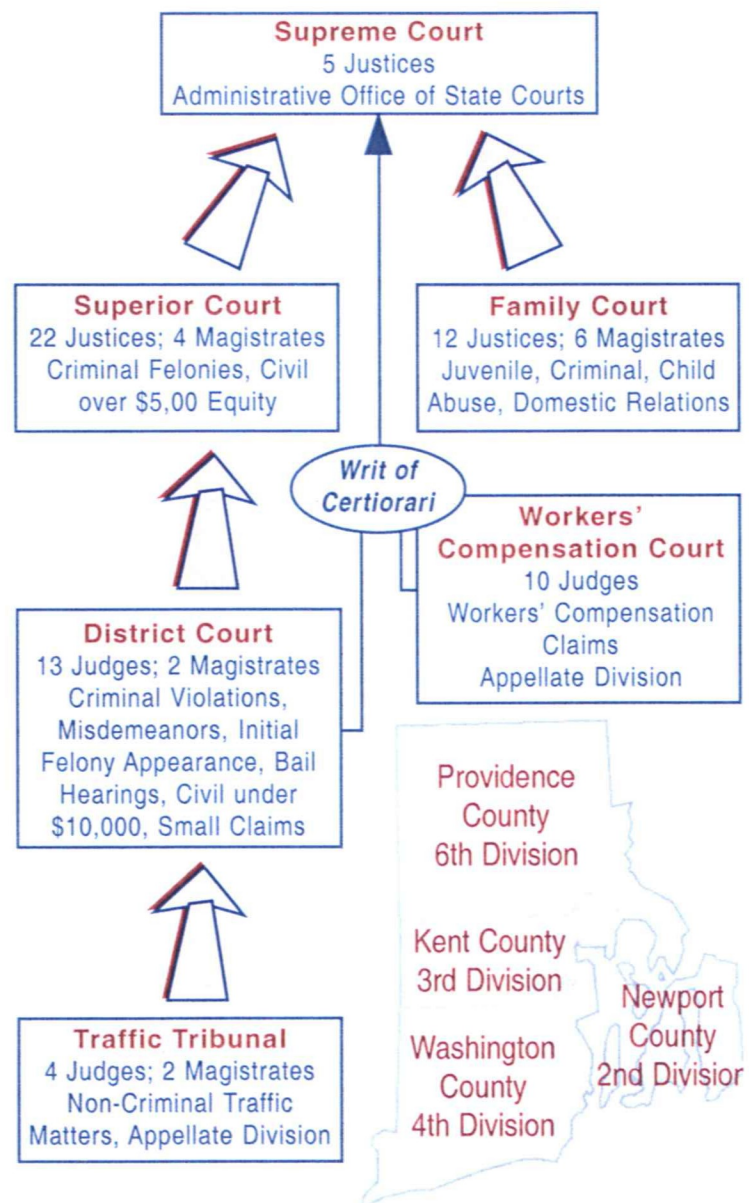 Supreme Court
5 Justices
Administrative Office of State Courts
Superior Court
22 Justices; 4 Magistrates
Criminal Felonies, Civil
over $5,00 Equity
Family Court
12 Justices; 6 Magistrates
Juvenile, Criminal, Child
Abuse, Domestic Relations
Writ of
Certiorari
Workers'
Compensation Court
10 Judges
Workers' Compensation
Claims
Appellate Division
District Court
13 Judges; 2 Magistrates
Criminal Violations,
Misdemeanors, Initial
Felony Appearance, Bail
Hearings, Civil under
$10,000, Small Claims
Traffic Tribunal
4 Judges; 2 Magistrates
Non-Criminal Traffic
Matters, Appellate Division
Providence
County
6th Division
Kent County
3rd Division
Washington
County
4th Division
Newport
County
2nd Division